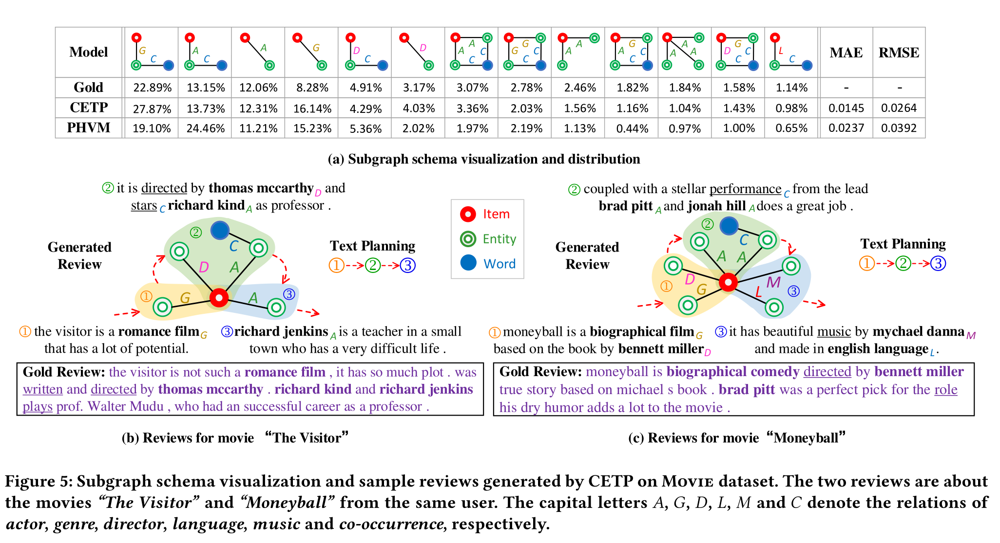 Model G C A C A G D C D A A C C G G C C A A G A C C A A A G D C C L C MAE RMSE
Gold 22.89% 13.15% 12.06% 8.28% 4.91% 3.17% 3.07% 2.78% 2.46% 1.82% 1.84% 1.58% 1.14% - -
CETP 27.87% 13.73% 12.31% 16.14% 4.29% 4.03% 3.36% 2.03% 1.56% 1.16% 1.04% 1.43% 0.98% 0.0145 0.0264
PHVM 19.10% 24.46% 11.21% 15.23% 5.36% 2.02% 1.97% 2.19% 1.13% 0.44% 0.97% 1.00% 0.65% 0.0237 0.0392
(a) Subgraph schema visualization and distribution
② it is directed by thomas mccarthy D and
stars C richard kind A as professor .
②
C
D A
① G
A ③
Generated
Review
Text Planning
① ② ③
① the visitor is a romance film G
that has a lot of potential.
③ richard jenkins A is a teacher in a small
town who has a very difficult life .
Gold Review: the visitor is not such a romance film , it has so much plot . was
written and directed by thomas mccarthy . richard kind and richard jenkins
plays prof. Walter Mudu , who had an successful career as a professor .
(b) Reviews for movie “The Visitor”
Item
Entity
Word
② coupled with a stellar performance C from the lead
brad pitt A and jonah hill A does a great job .
②
C
A A
① D G
M L ③
Generated
Review
Text Planning
① ② ③
① moneyball is a biographical film G
based on the book by bennett miller D
③ it has beautiful music by mychael danna M
and made in english language L .
Gold Review: moneyball is biographical comedy directed by bennett miller
true story based on michael s book . brad pitt was a perfect pick for the role
his dry humor adds a lot to the movie .
(c) Reviews for movie “Moneyball”
Figure 5: Subgraph schema visualization and sample reviews generated by CETP on Movie dataset. The two reviews are about
the movies “The Visitor” and “Moneyball” from the same user. The capital letters A, G, D, L, M and C denote the relations of
actor, genre, director, language, music and co-occurrence, respectively.